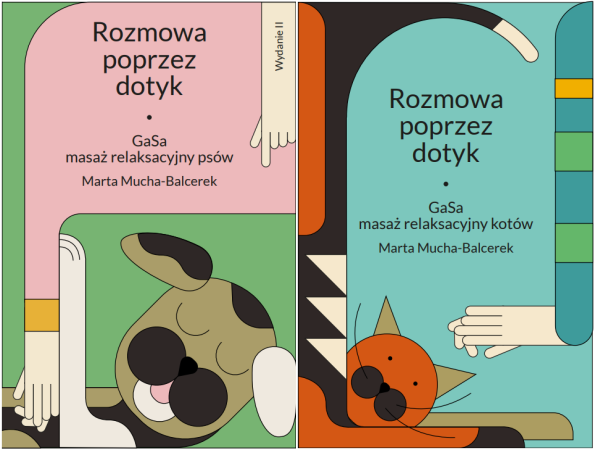 Rozmowa
poprzez
dotyk
•
GaSa
masaż relaksacyjny psów
Marta Mucha-Balcerek
Wydanie II
Rozmowa
poprzez
dotyk
•
GaSa
masaż relaksacyjny kotów
Marta Mucha-Balcerek